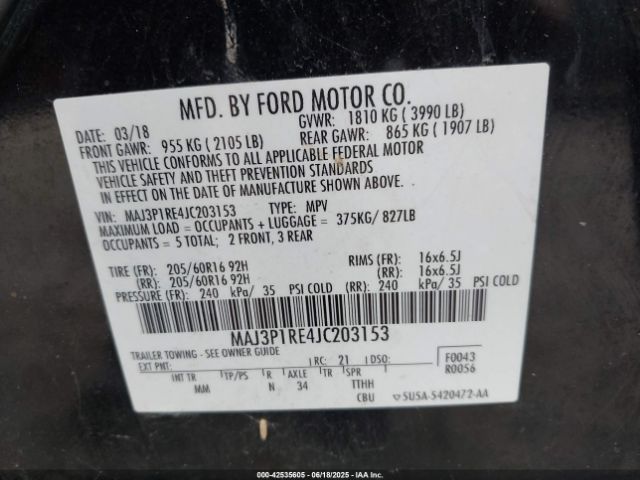 MFD. BY FORD MOTOR CO.
DATE: 03/18 GVWR: 1810 KG ( 3990 LB)
FRONT GAWR: 955 KG ( 2105 LB) REAR GAWR: 865 KG ( 1907 LB)
THIS VEHICLE CONFORMS TO ALL APPLICABLE FEDERAL MOTOR
VEHICLE SAFETY AND THEFT PREVENTION STANDARDS
IN EFFECT ON THE DATE OF MANUFACTURE SHOWN ABOVE.
VIN: MAJ3P1RE4JC203153 TYPE: MPV
MAXIMUM LOAD = OCCUPANTS + LUGGAGE = 375KG/ 827LB
OCCUPANTS = 5 TOTAL; 2 FRONT, 3 REAR
TIRE (FR): 205/60R16 92H RIMS (FR): 16x6.5J
(RR): 205/60R16 92H (RR): 16x6.5J
PRESSURE (FR): 240 kPa/ 35 PSI COLD (RR): 240 kPa/ 35 PSI COLD
MAJ3P1RE4JC203153
TRAILER TOWING - SEE OWNER GUIDE
EXT PNT: RC: 21 DSO: F0043
R0056
INT TR TP/PS R AXLE TR SPR
MM N 34 TTHH
CBU SU5A-5420472-AA
000-42535605 - 06/18/2025 - IAA Inc.